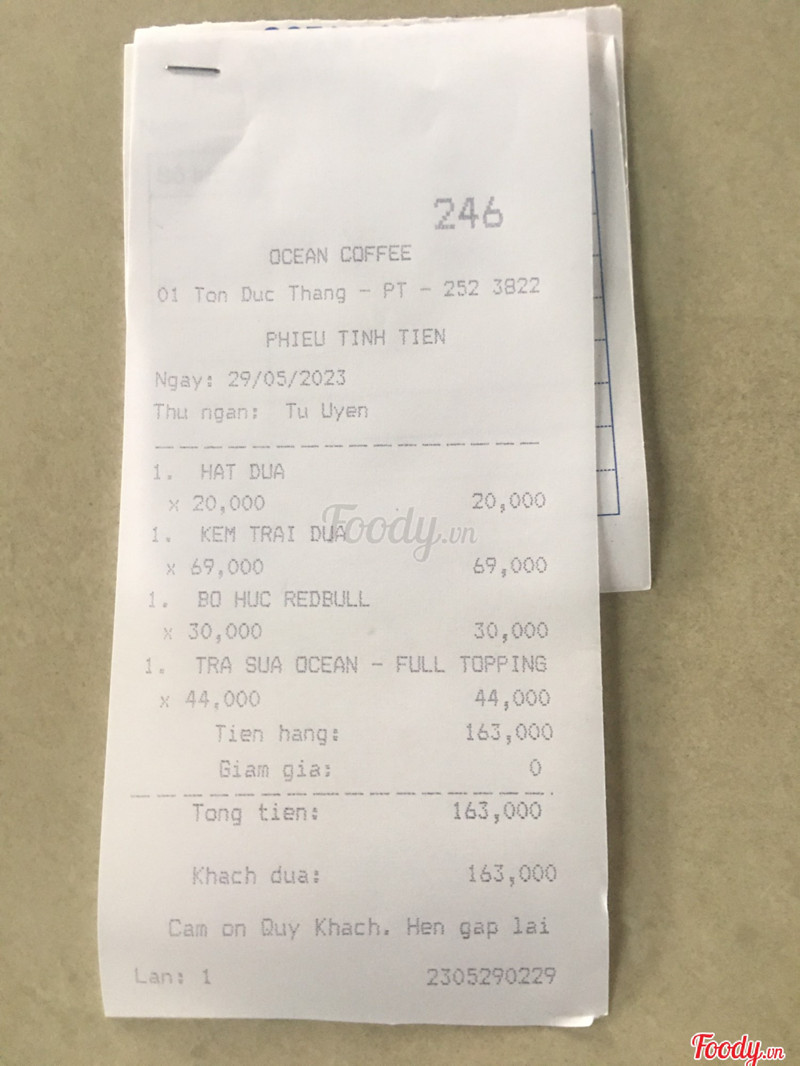 246
OCEAN COFFEE
01 Ton Duc Thang - PT - 252 3822
PHIEU TINH TIEN
Ngay: 29/05/2023
Thu ngan: Tu Uyen
1. HAT DUA
x 20,000 20,000
1. KEM TRAI DUA
x 69,000 69,000
1. BO HUC REDBULL
x 30,000 30,000
1. TRA SUA OCEAN - FULL TOPPING
x 44,000 44,000
Tien hang: 163,000
Giam gia: 0
Tong tien: 163,000
Khach dua: 163,000
Cam on Quy Khach. Hen gap lai
Lan: 1 2305290229
Foody.vn
Foody.vn